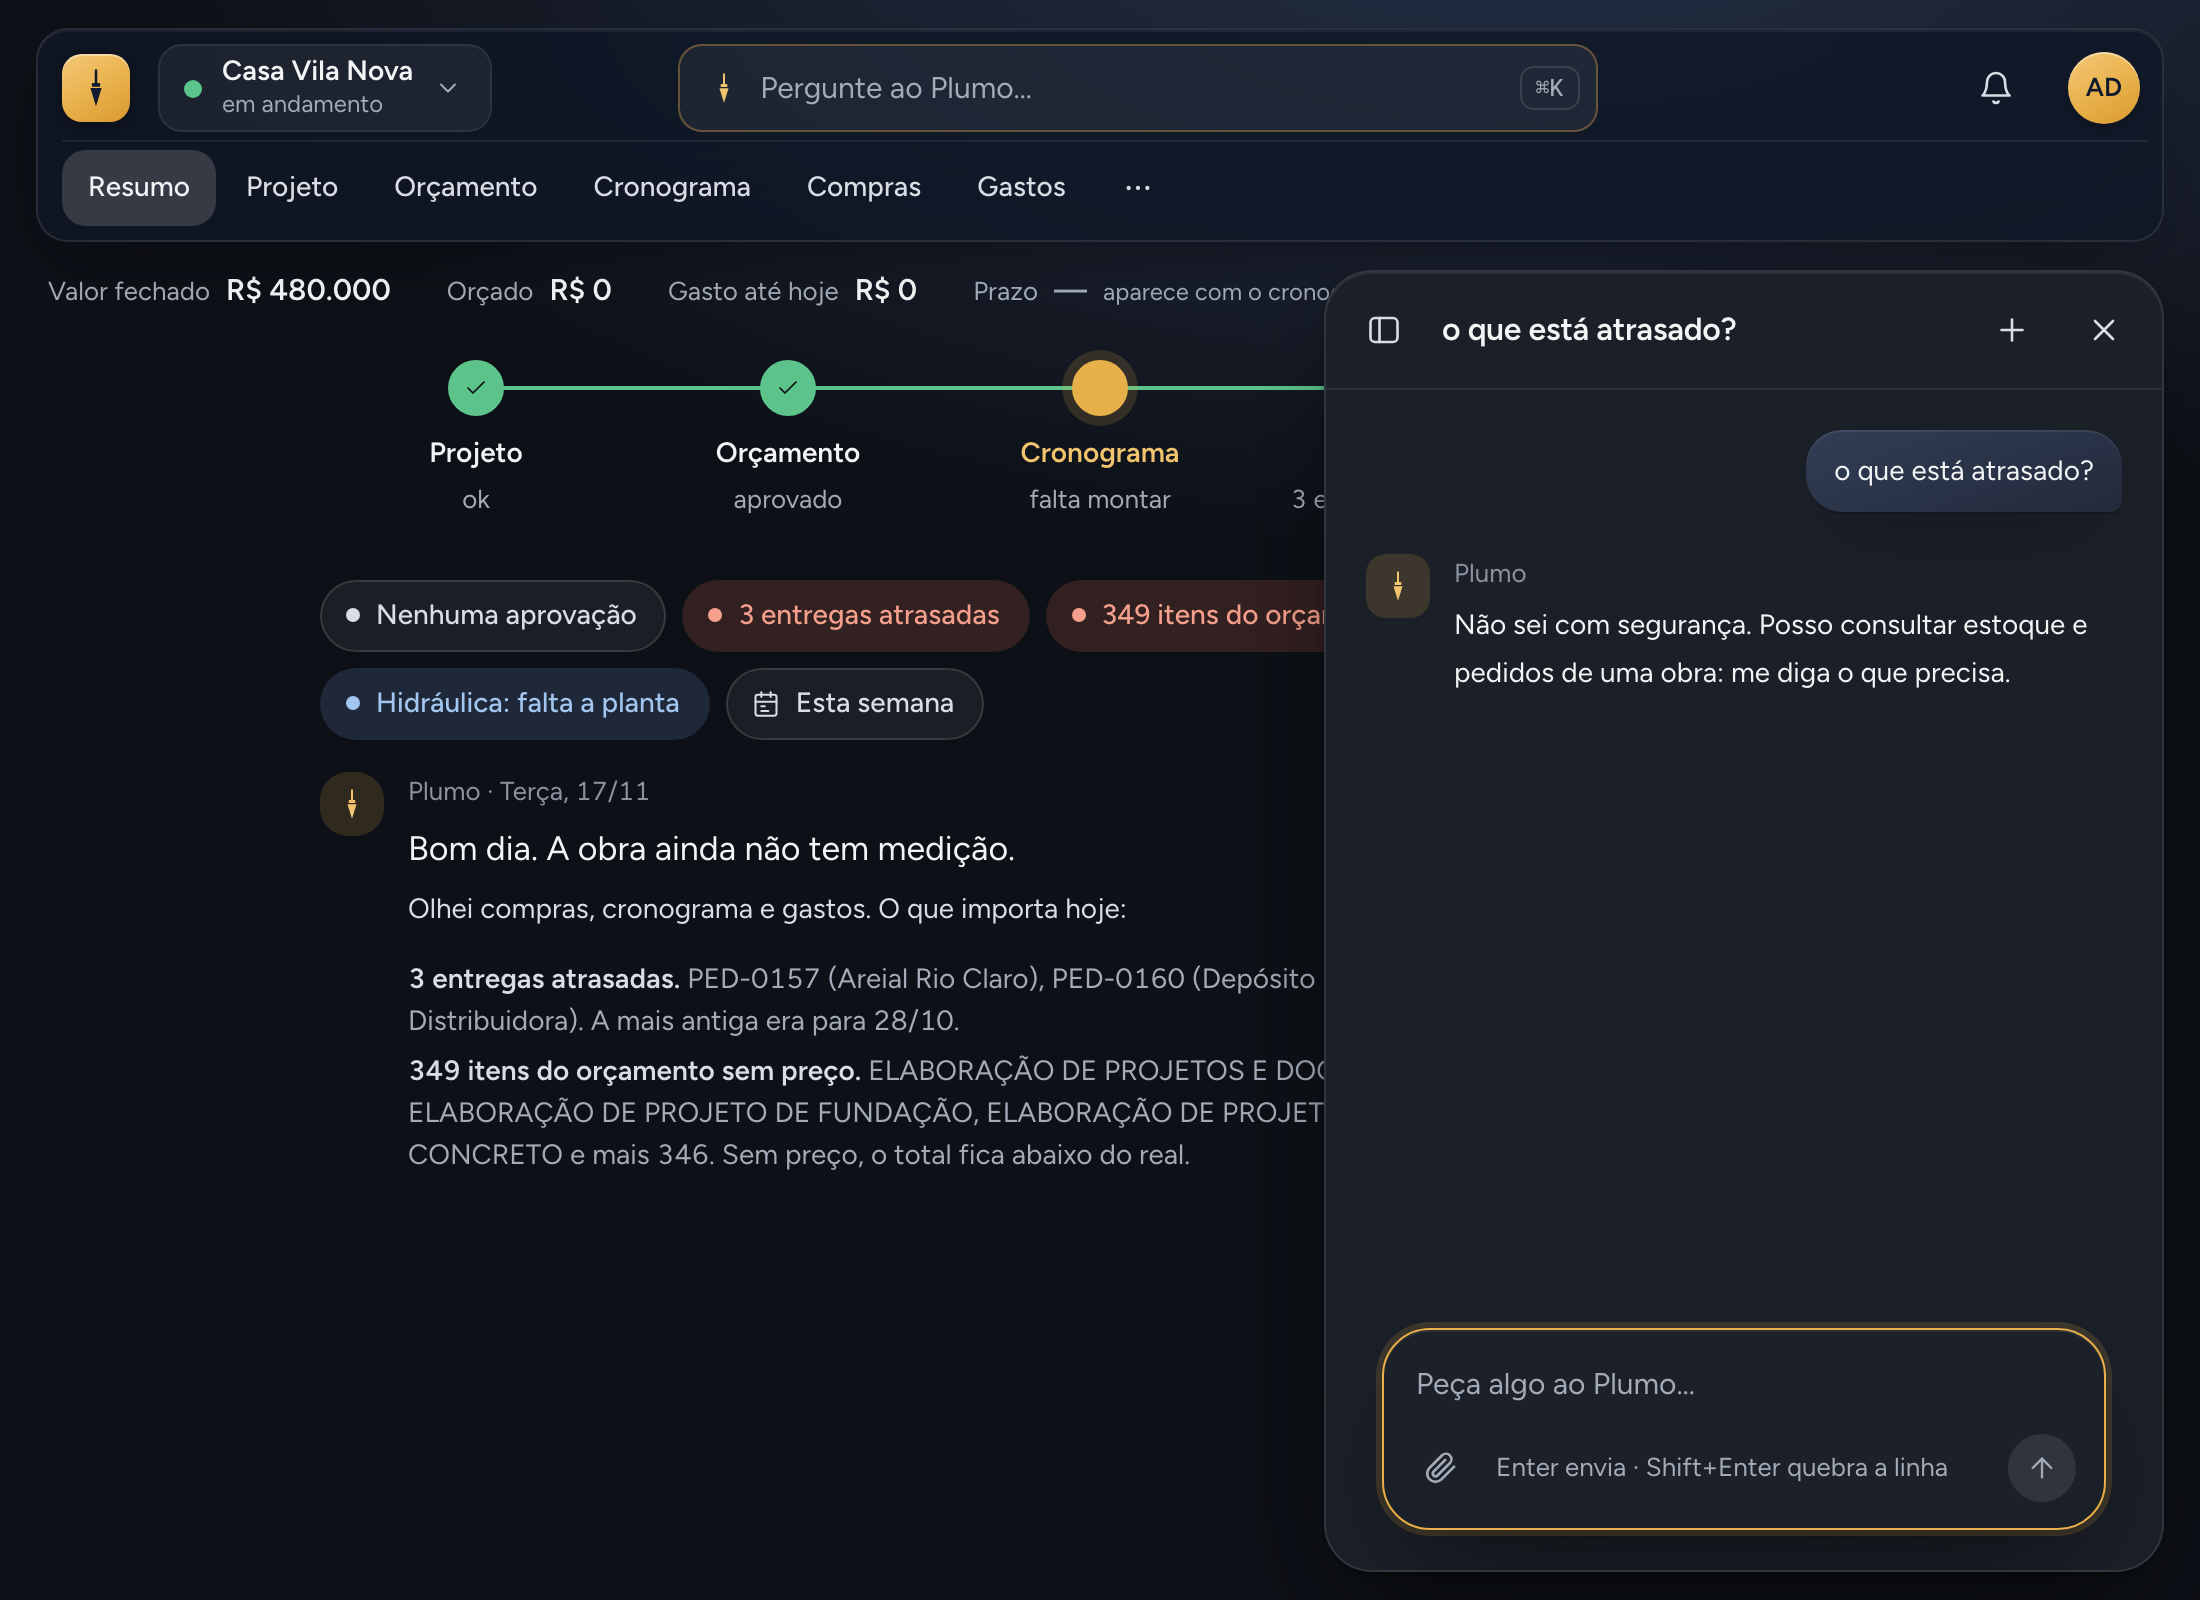 Casa Vila Nova
em andamento
Pergunte ao Plumo...
⌘K
AD
Resumo
Projeto
Orçamento
Cronograma
Compras
Gastos
...
Valor fechado R$ 480.000
Orçado R$ 0
Gasto até hoje R$ 0
Prazo — aparece com o crono
Projeto
ok
Orçamento
aprovado
Cronograma
falta montar
3 e
Nenhuma aprovação
3 entregas atrasadas
349 itens do orça
Hidráulica: falta a planta
Esta semana
Plumo · Terça, 17/11
Bom dia. A obra ainda não tem medição.
Olhei compras, cronograma e gastos. O que importa hoje:
3 entregas atrasadas. PED-0157 (Areial Rio Claro), PED-0160 (Depósito
Distribuidora). A mais antiga era para 28/10.
349 itens do orçamento sem preço. ELABORAÇÃO DE PROJETOS E DOC
ELABORAÇÃO DE PROJETO DE FUNDAÇÃO, ELABORAÇÃO DE PROJET
CONCRETO e mais 346. Sem preço, o total fica abaixo do real.
o que está atrasado?
o que está atrasado?
Plumo
Não sei com segurança. Posso consultar estoque e
pedidos de uma obra: me diga o que precisa.
Peça algo ao Plumo...
Enter envia · Shift+Enter quebra a linha